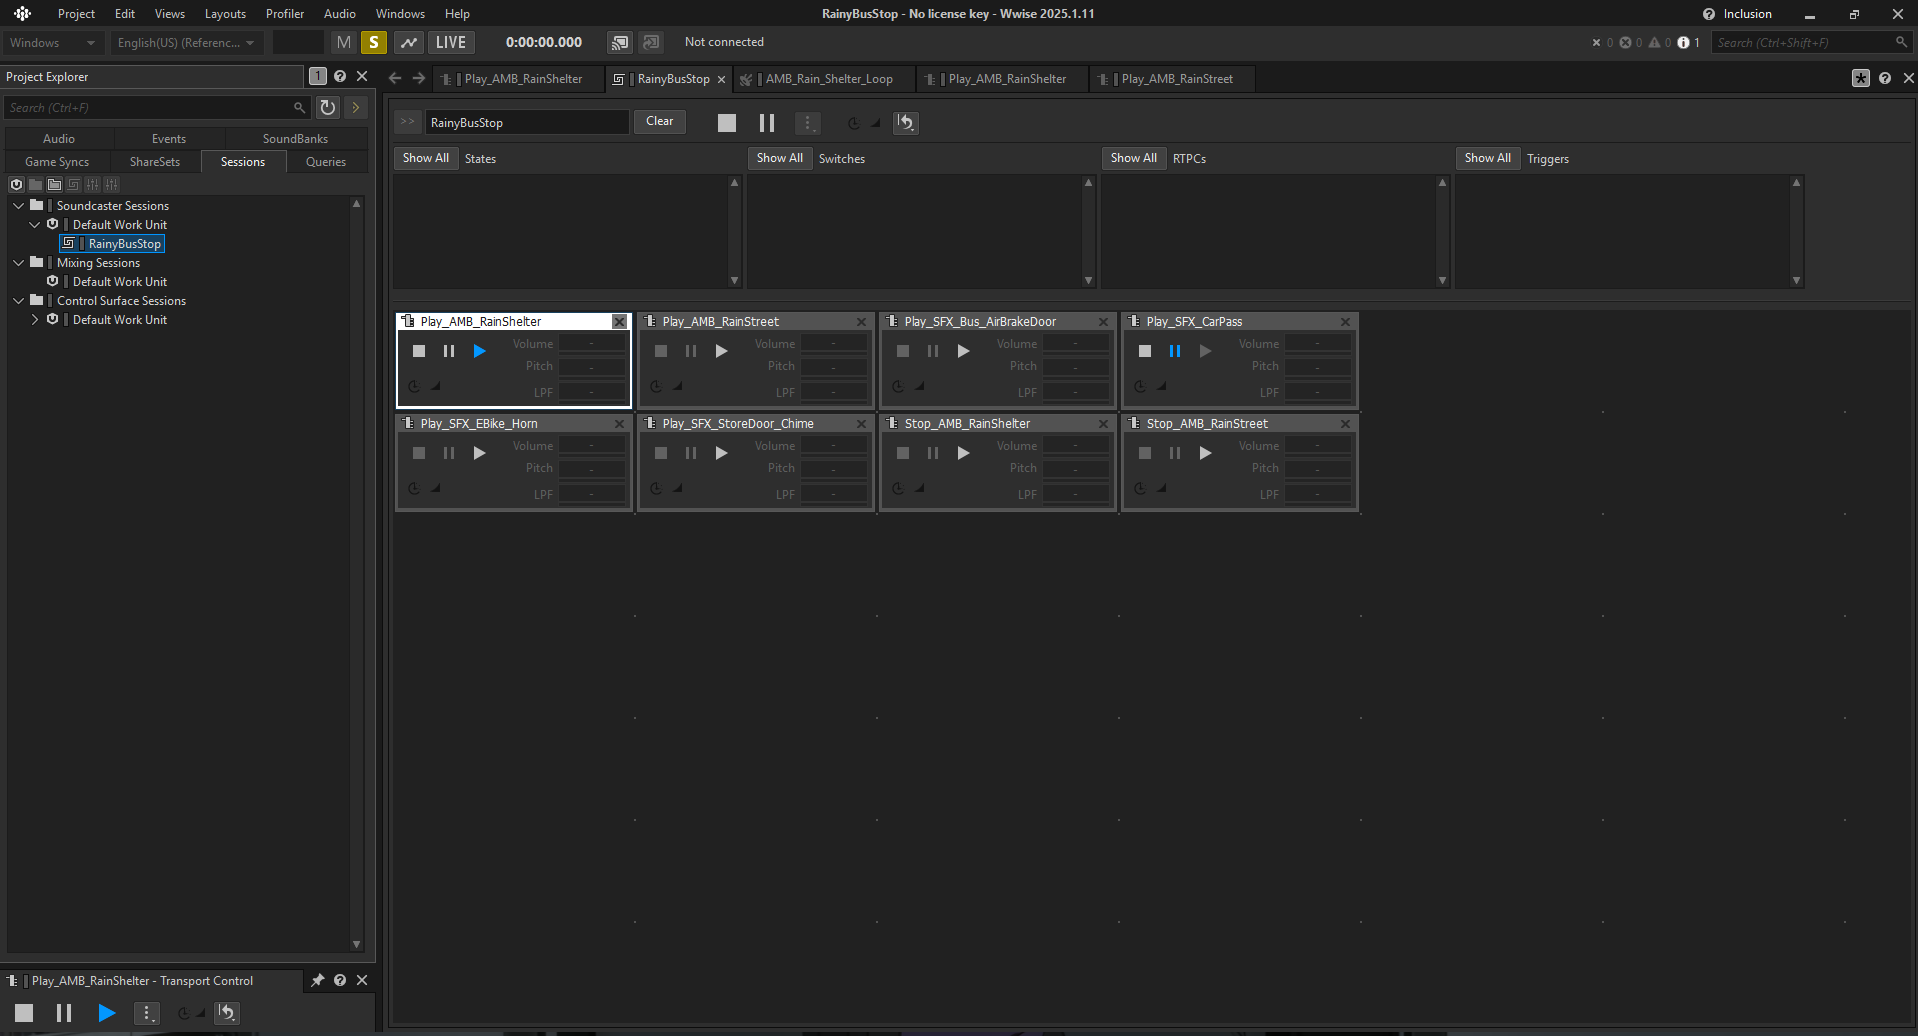 Project Edit Views Layouts Profiler Audio Windows Help
RainyBusStop - No license key - Wwise 2025.1.11
Inclusion
Windows English(US) (Referenc... M S LIVE 0:00:00.000 Not connected 0 0 0 1 Search (Ctrl+Shift+F)
Project Explorer 1
Search (Ctrl+F)
Audio Events SoundBanks
Game Syncs ShareSets Sessions Queries
Soundcaster Sessions
Default Work Unit
RainyBusStop
Mixing Sessions
Default Work Unit
Control Surface Sessions
Default Work Unit
Play_AMB_RainShelter - Transport Control
Play_AMB_RainShelter RainyBusStop AMB_Rain_Shelter_Loop Play_AMB_RainShelter Play_AMB_RainStreet
>> RainyBusStop Clear
Show All States Show All Switches Show All RTPCs Show All Triggers
Play_AMB_RainShelter
Volume -
Pitch -
LPF -
Play_AMB_RainStreet
Volume -
Pitch -
LPF -
Play_SFX_Bus_AirBrakeDoor
Volume -
Pitch -
LPF -
Play_SFX_CarPass
Volume -
Pitch -
LPF -
Play_SFX_EBike_Horn
Volume -
Pitch -
LPF -
Play_SFX_StoreDoor_Chime
Volume -
Pitch -
LPF -
Stop_AMB_RainShelter
Volume -
Pitch -
LPF -
Stop_AMB_RainStreet
Volume -
Pitch -
LPF -